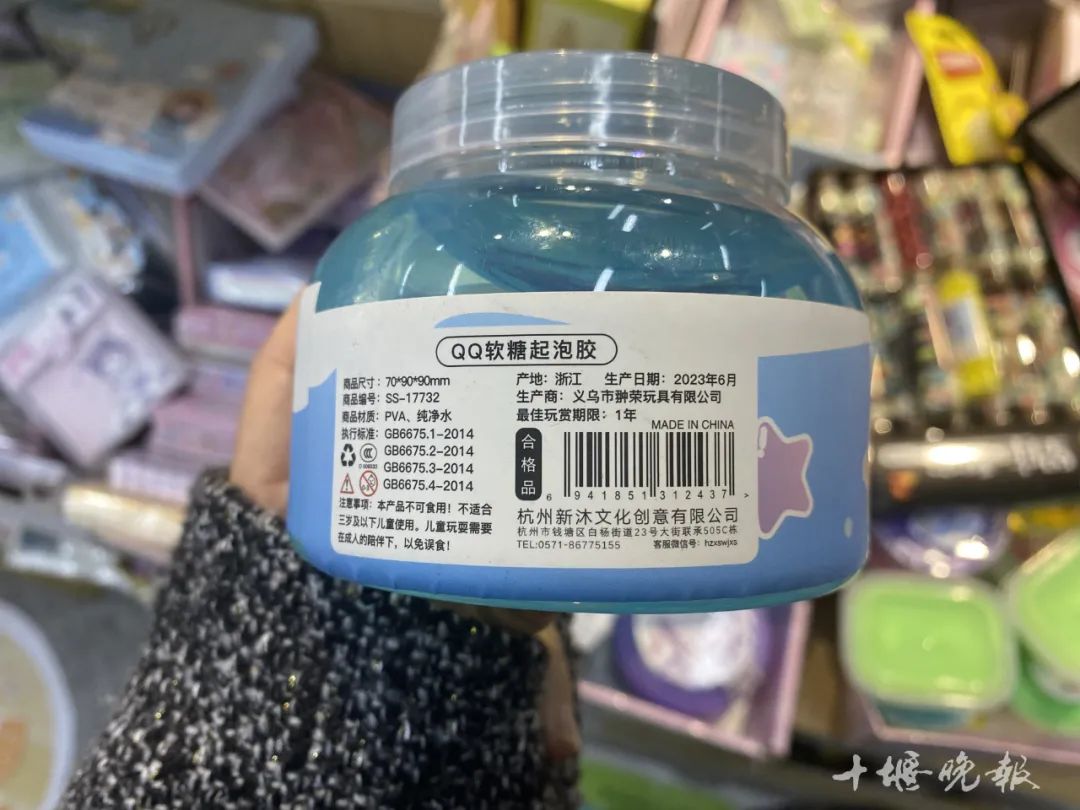 QQ软糖起泡胶
商品尺寸：70*90*90mm
商品编号：SS-17732
商品材质：PVA、纯净水
执行标准：GB6675.1-2014
GB6675.2-2014
GB6675.3-2014
GB6675.4-2014
注意事项：本产品不可食用！不适合
三岁及以下儿童使用。儿童玩耍需要
在成人的陪伴下，以免误食！
产地：浙江 生产日期：2023年6月
生产商：义乌市翀荣玩具有限公司
最佳玩赏期限：1年
MADE IN CHINA
合格品
6 941851 312437 >
杭州新沐文化创意有限公司
杭州市钱塘区白杨街道23号大街联承505C栋
TEL:0571-86775155 客服微信号：hzxswjxs
十堰晚報